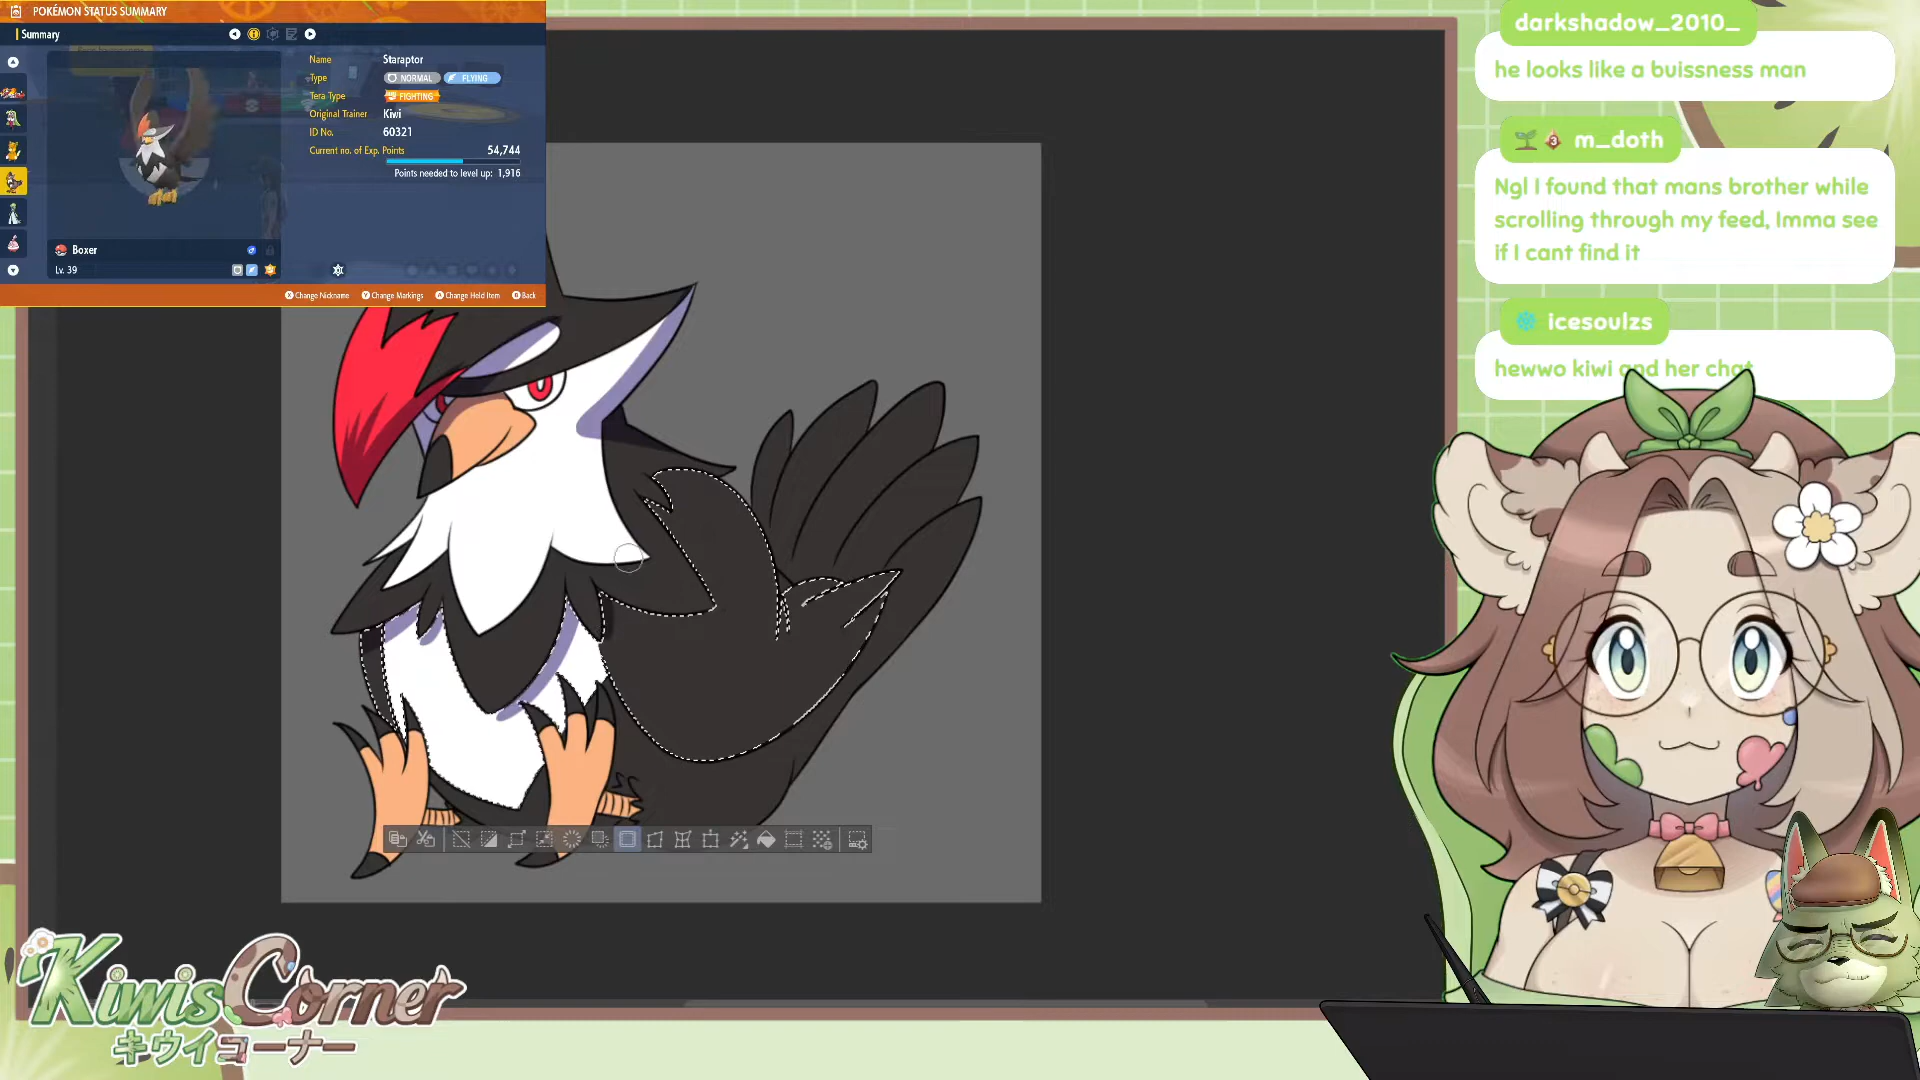 POKÉMON STATUS SUMMARY
Summary
Name Staraptor
Type NORMAL FLYING
Tera Type FIGHTING
Original Trainer Kiwi
ID No. 60321
Current no. of Exp. Points 54,744
Points needed to level up: 1,916
Boxer
Lv. 39
Change Nickname Change Markings Change Held Item Back
darkshadow_2010_
he looks like a buissness man
3 m_doth
Ngl I found that mans brother while
scrolling through my feed, Imma see
if I cant find it
icesoulzs
hewwo kiwi and her chat
KiwisCorner
キウイコーナー